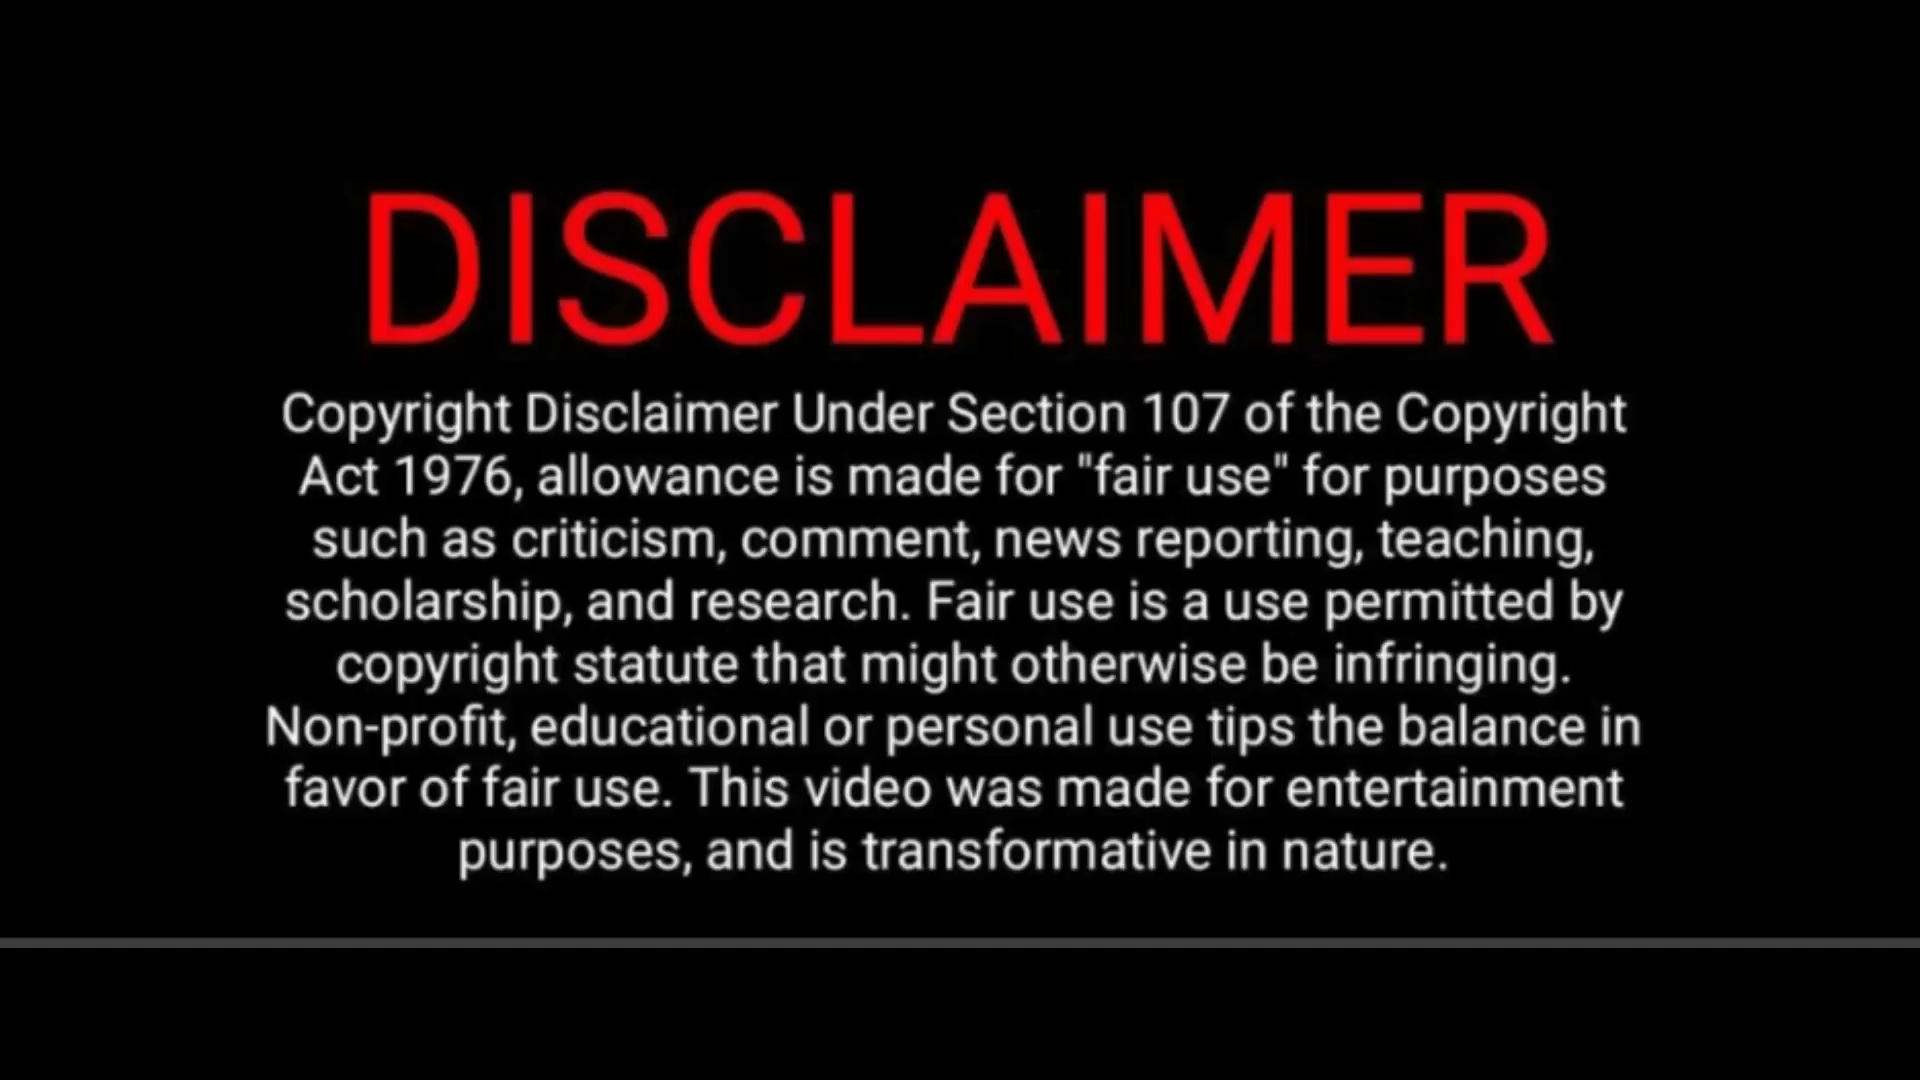 DISCLAIMER
Copyright Disclaimer Under Section 107 of the Copyright
Act 1976, allowance is made for "fair use" for purposes
such as criticism, comment, news reporting, teaching,
scholarship, and research. Fair use is a use permitted by
copyright statute that might otherwise be infringing.
Non-profit, educational or personal use tips the balance in
favor of fair use. This video was made for entertainment
purposes, and is transformative in nature.